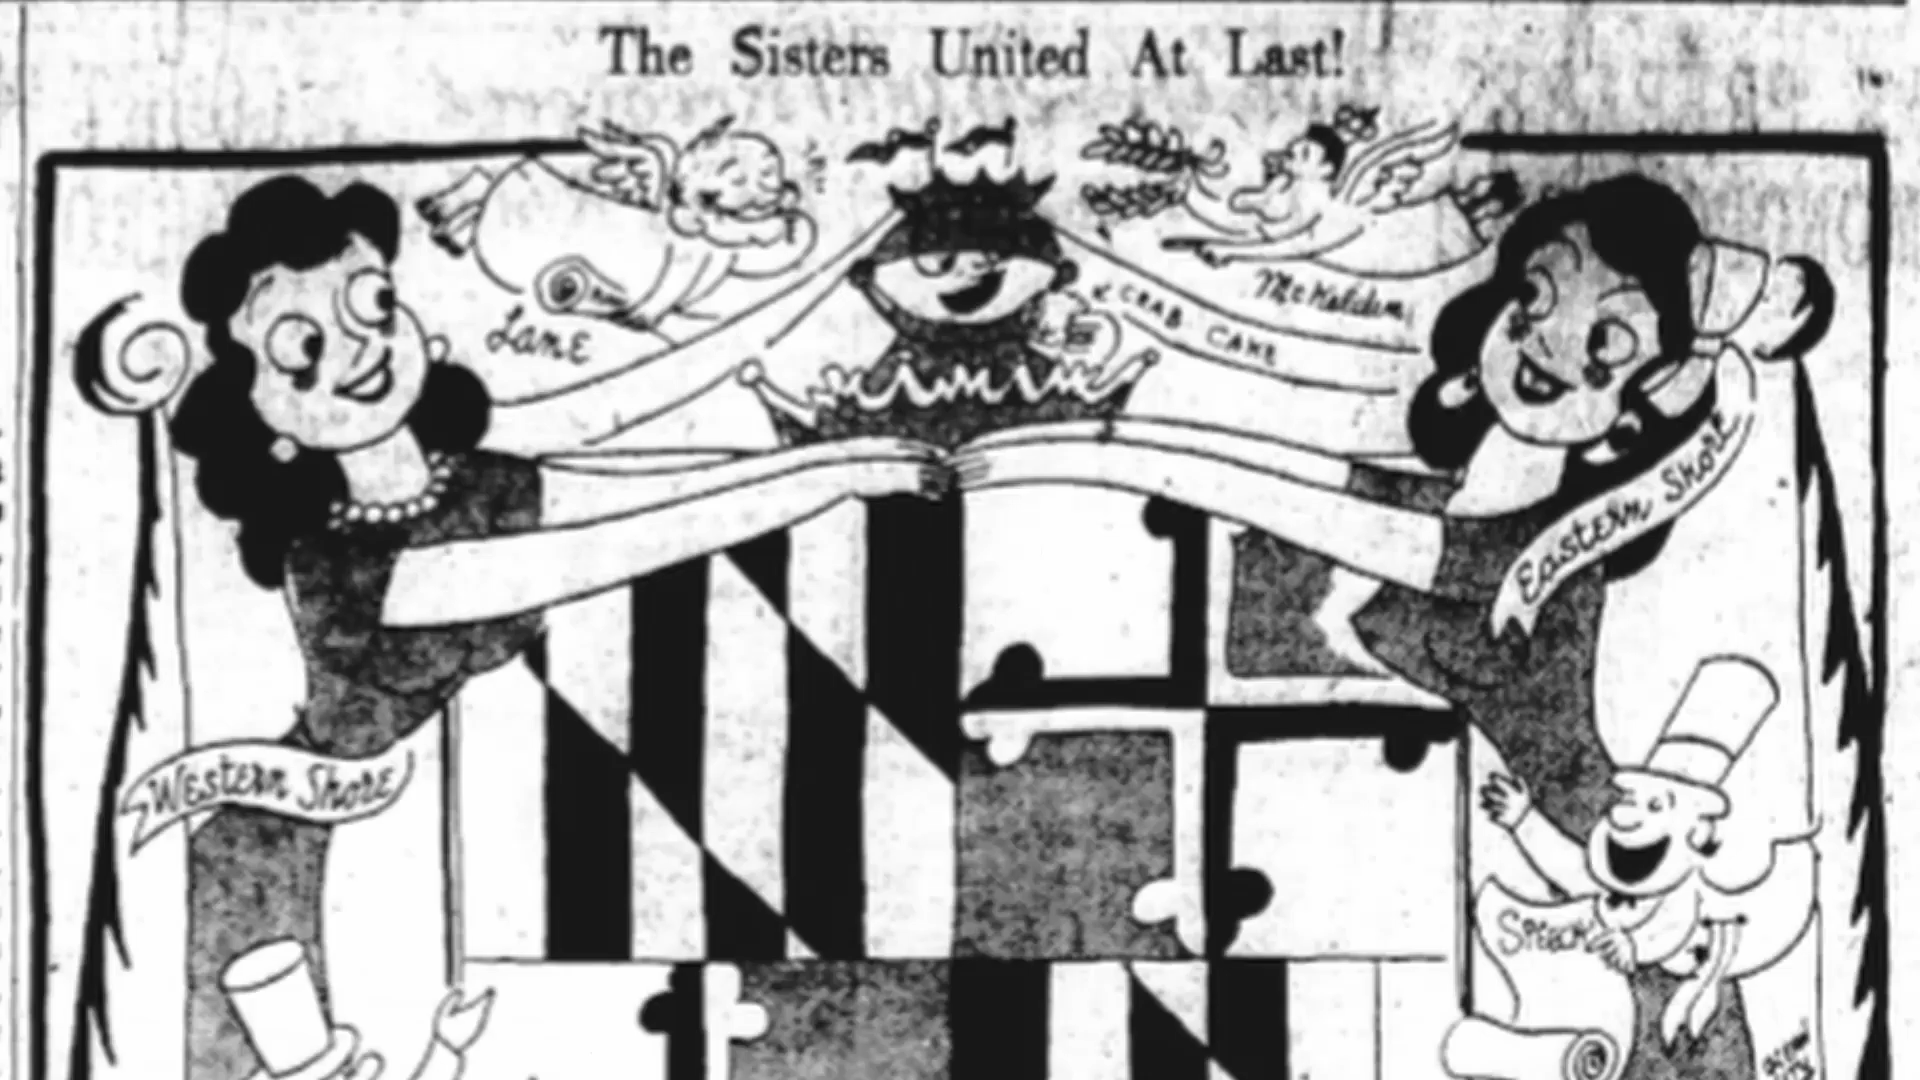 The Sisters United At Last!
Lane
McKeldin
CRAB CAKE
Eastern Shore
Western Shore
SPEECH